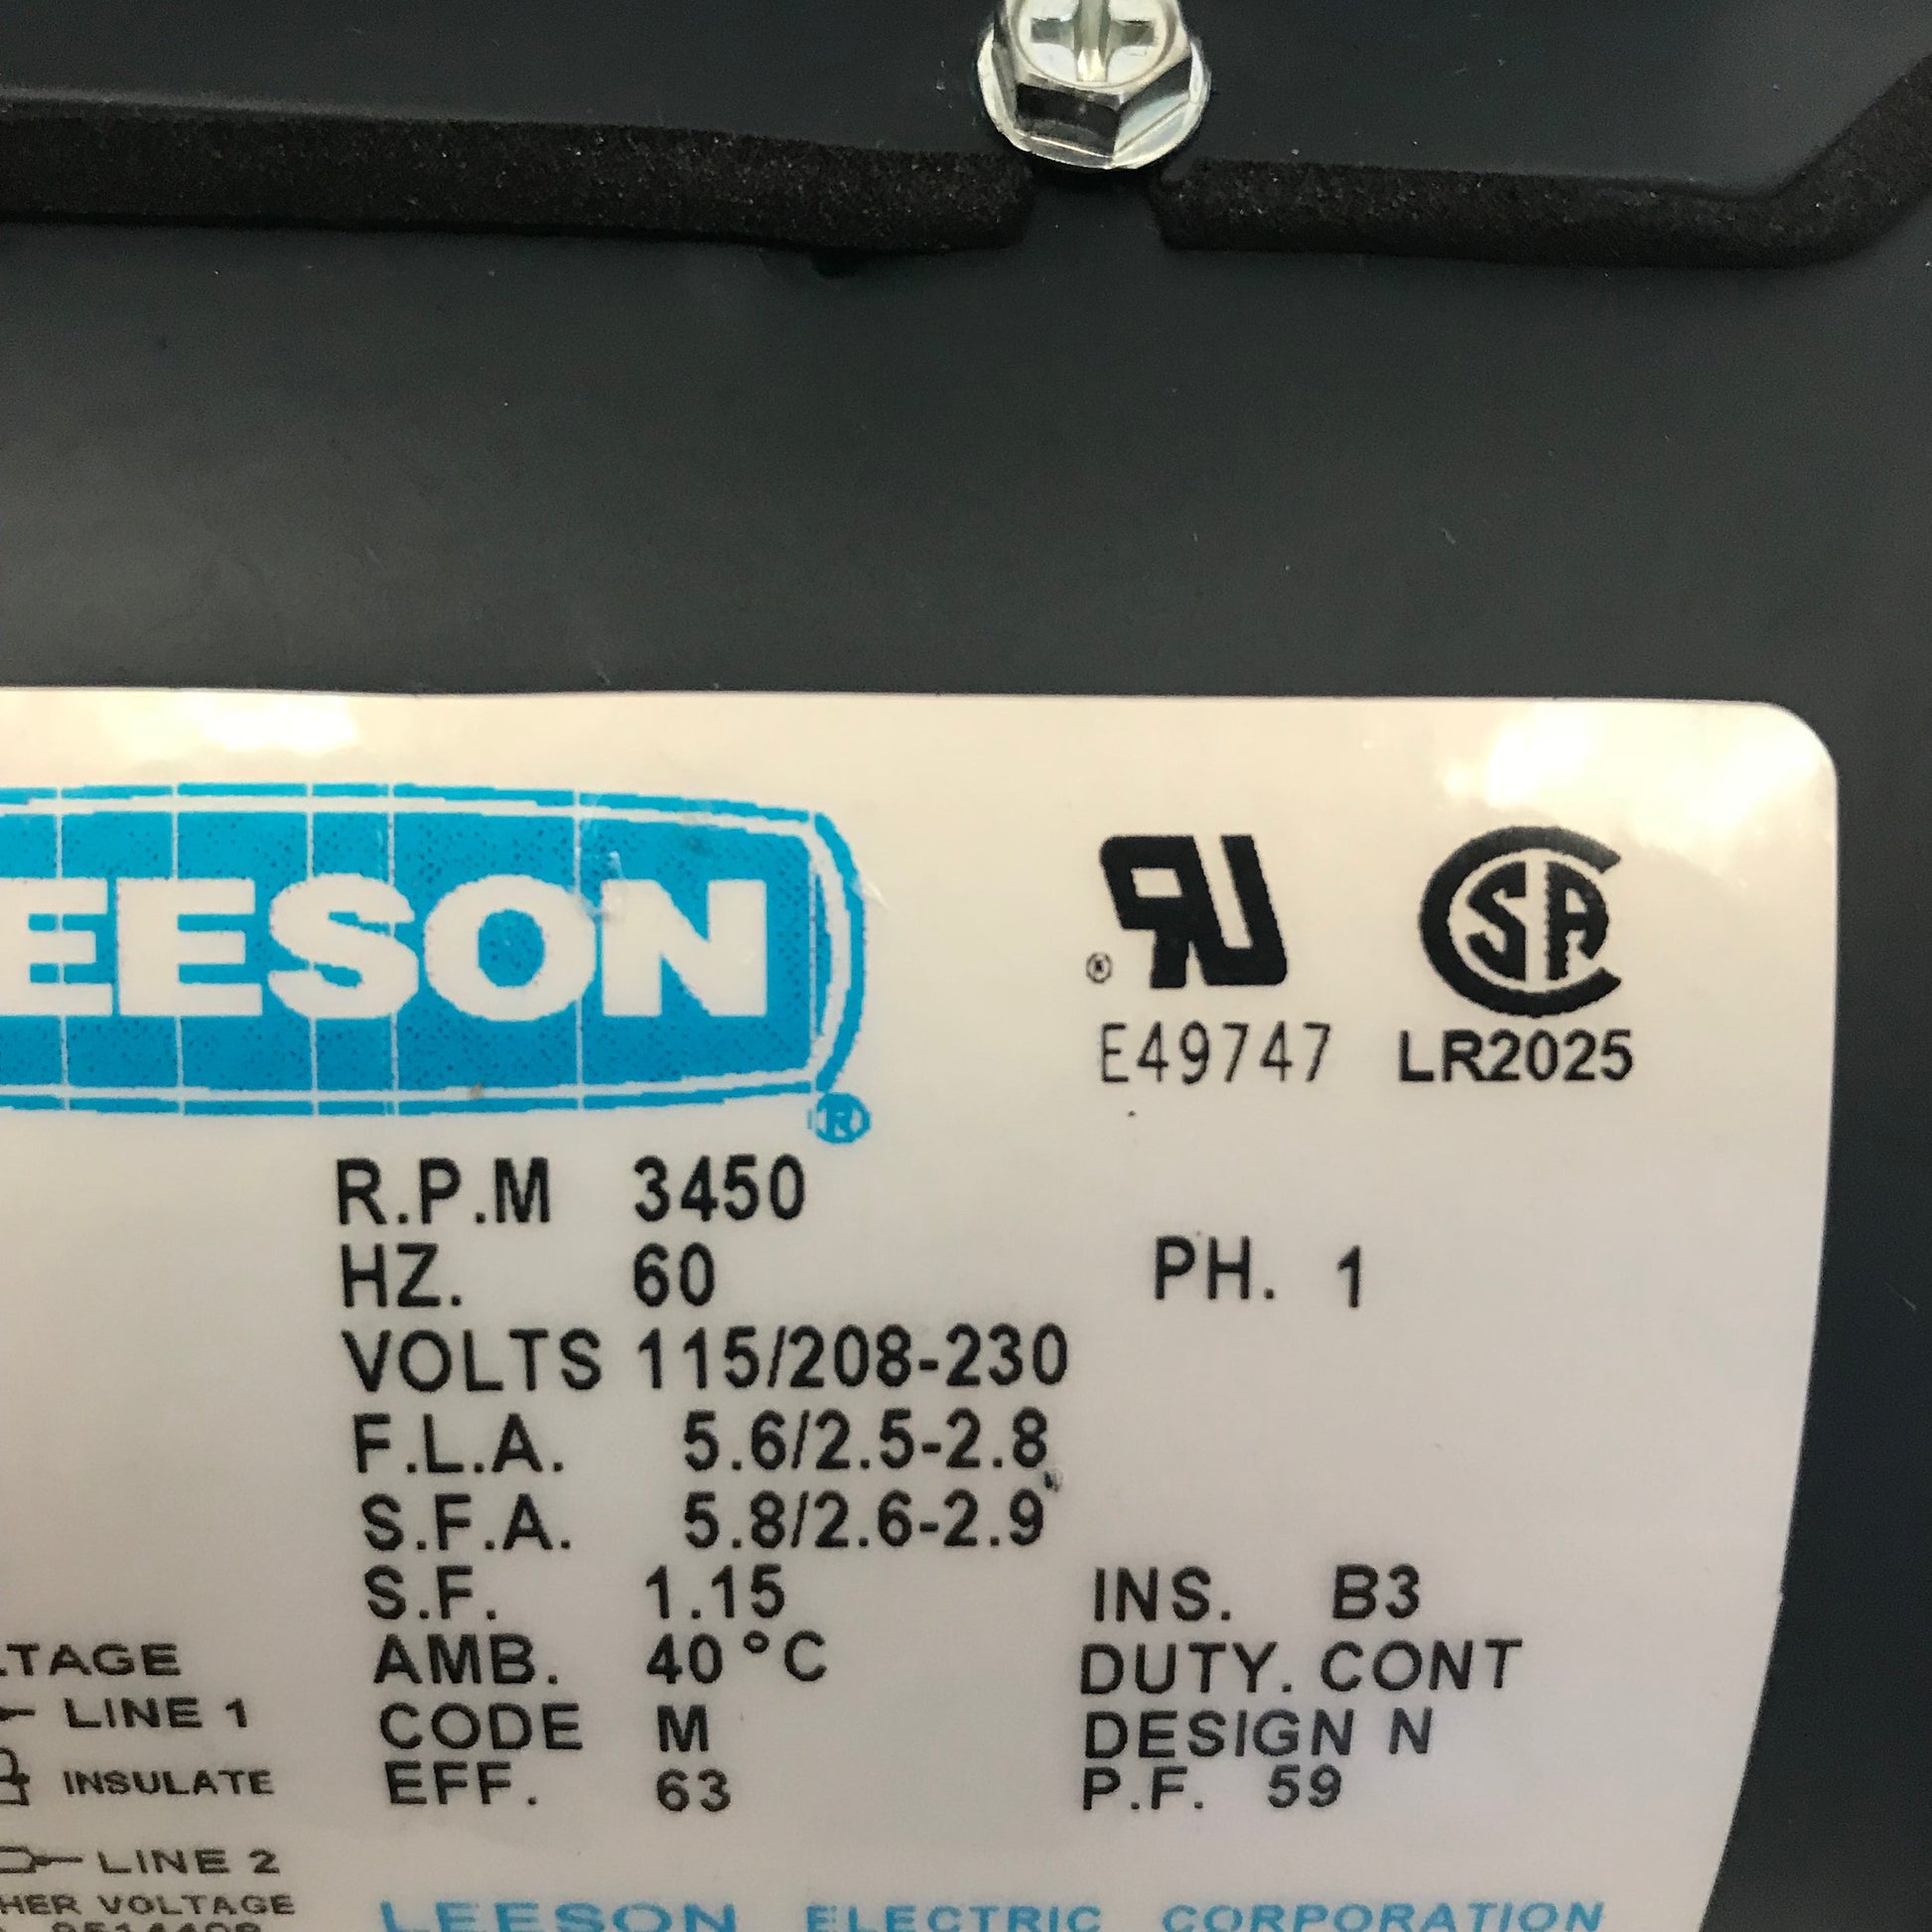 EESON
®
®
E49747 LR2025
R.P.M 3450
HZ. 60 PH. 1
VOLTS 115/208-230
F.L.A. 5.6/2.5-2.8
S.F.A. 5.8/2.6-2.9
S.F. 1.15 INS. B3
AMB. 40°C DUTY. CONT
CODE M DESIGN N
EFF. 63 P.F. 59
TAGE
LINE 1
INSULATE
LINE 2
HER VOLTAGE
LEESON ELECTRIC CORPORATION